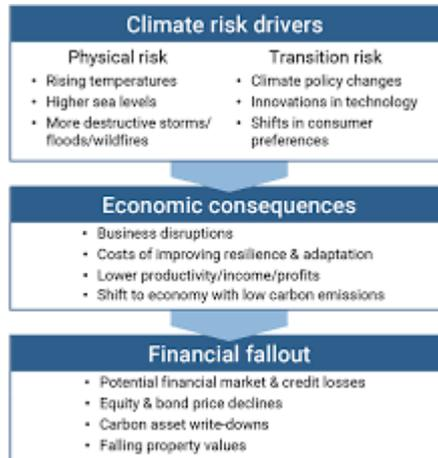 Climate risk drivers
Physical risk
• Rising temperatures
• Higher sea levels
• More destructive storms/
floods/wildfires
Transition risk
• Climate policy changes
• Innovations in technology
• Shifts in consumer
preferences
Economic consequences
• Business disruptions
• Costs of improving resilience & adaptation
• Lower productivity/income/profits
• Shift to economy with low carbon emissions
Financial fallout
• Potential financial market & credit losses
• Equity & bond price declines
• Carbon asset write-downs
• Falling property values